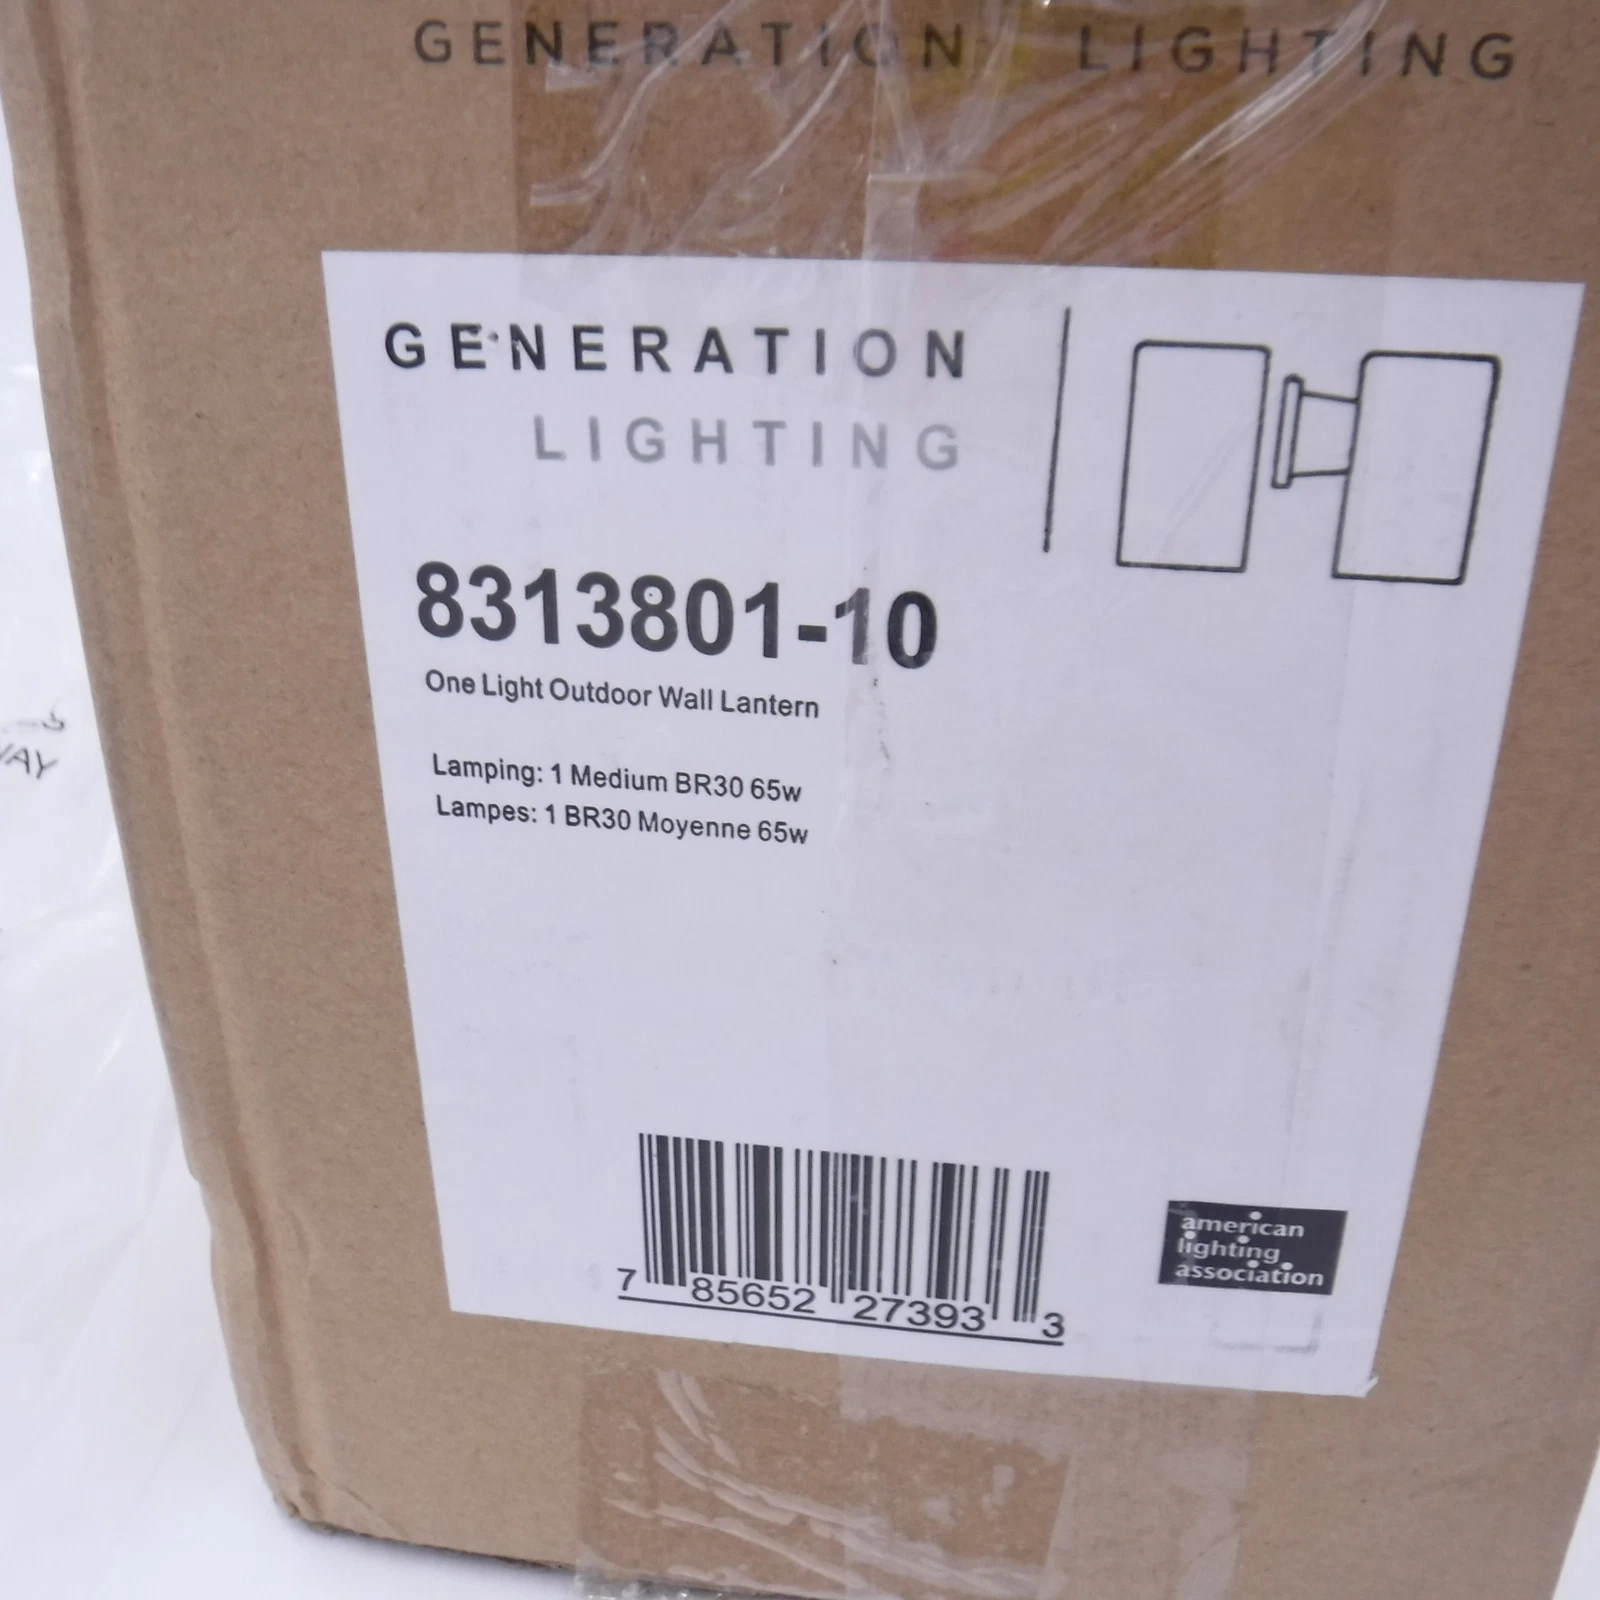 GENERATION LIGHTING
GENERATION
LIGHTING
8313801-10
One Light Outdoor Wall Lantern
Lamping: 1 Medium BR30 65w
Lampes: 1 BR30 Moyenne 65w
7 85652 27393 3
american
lighting
association